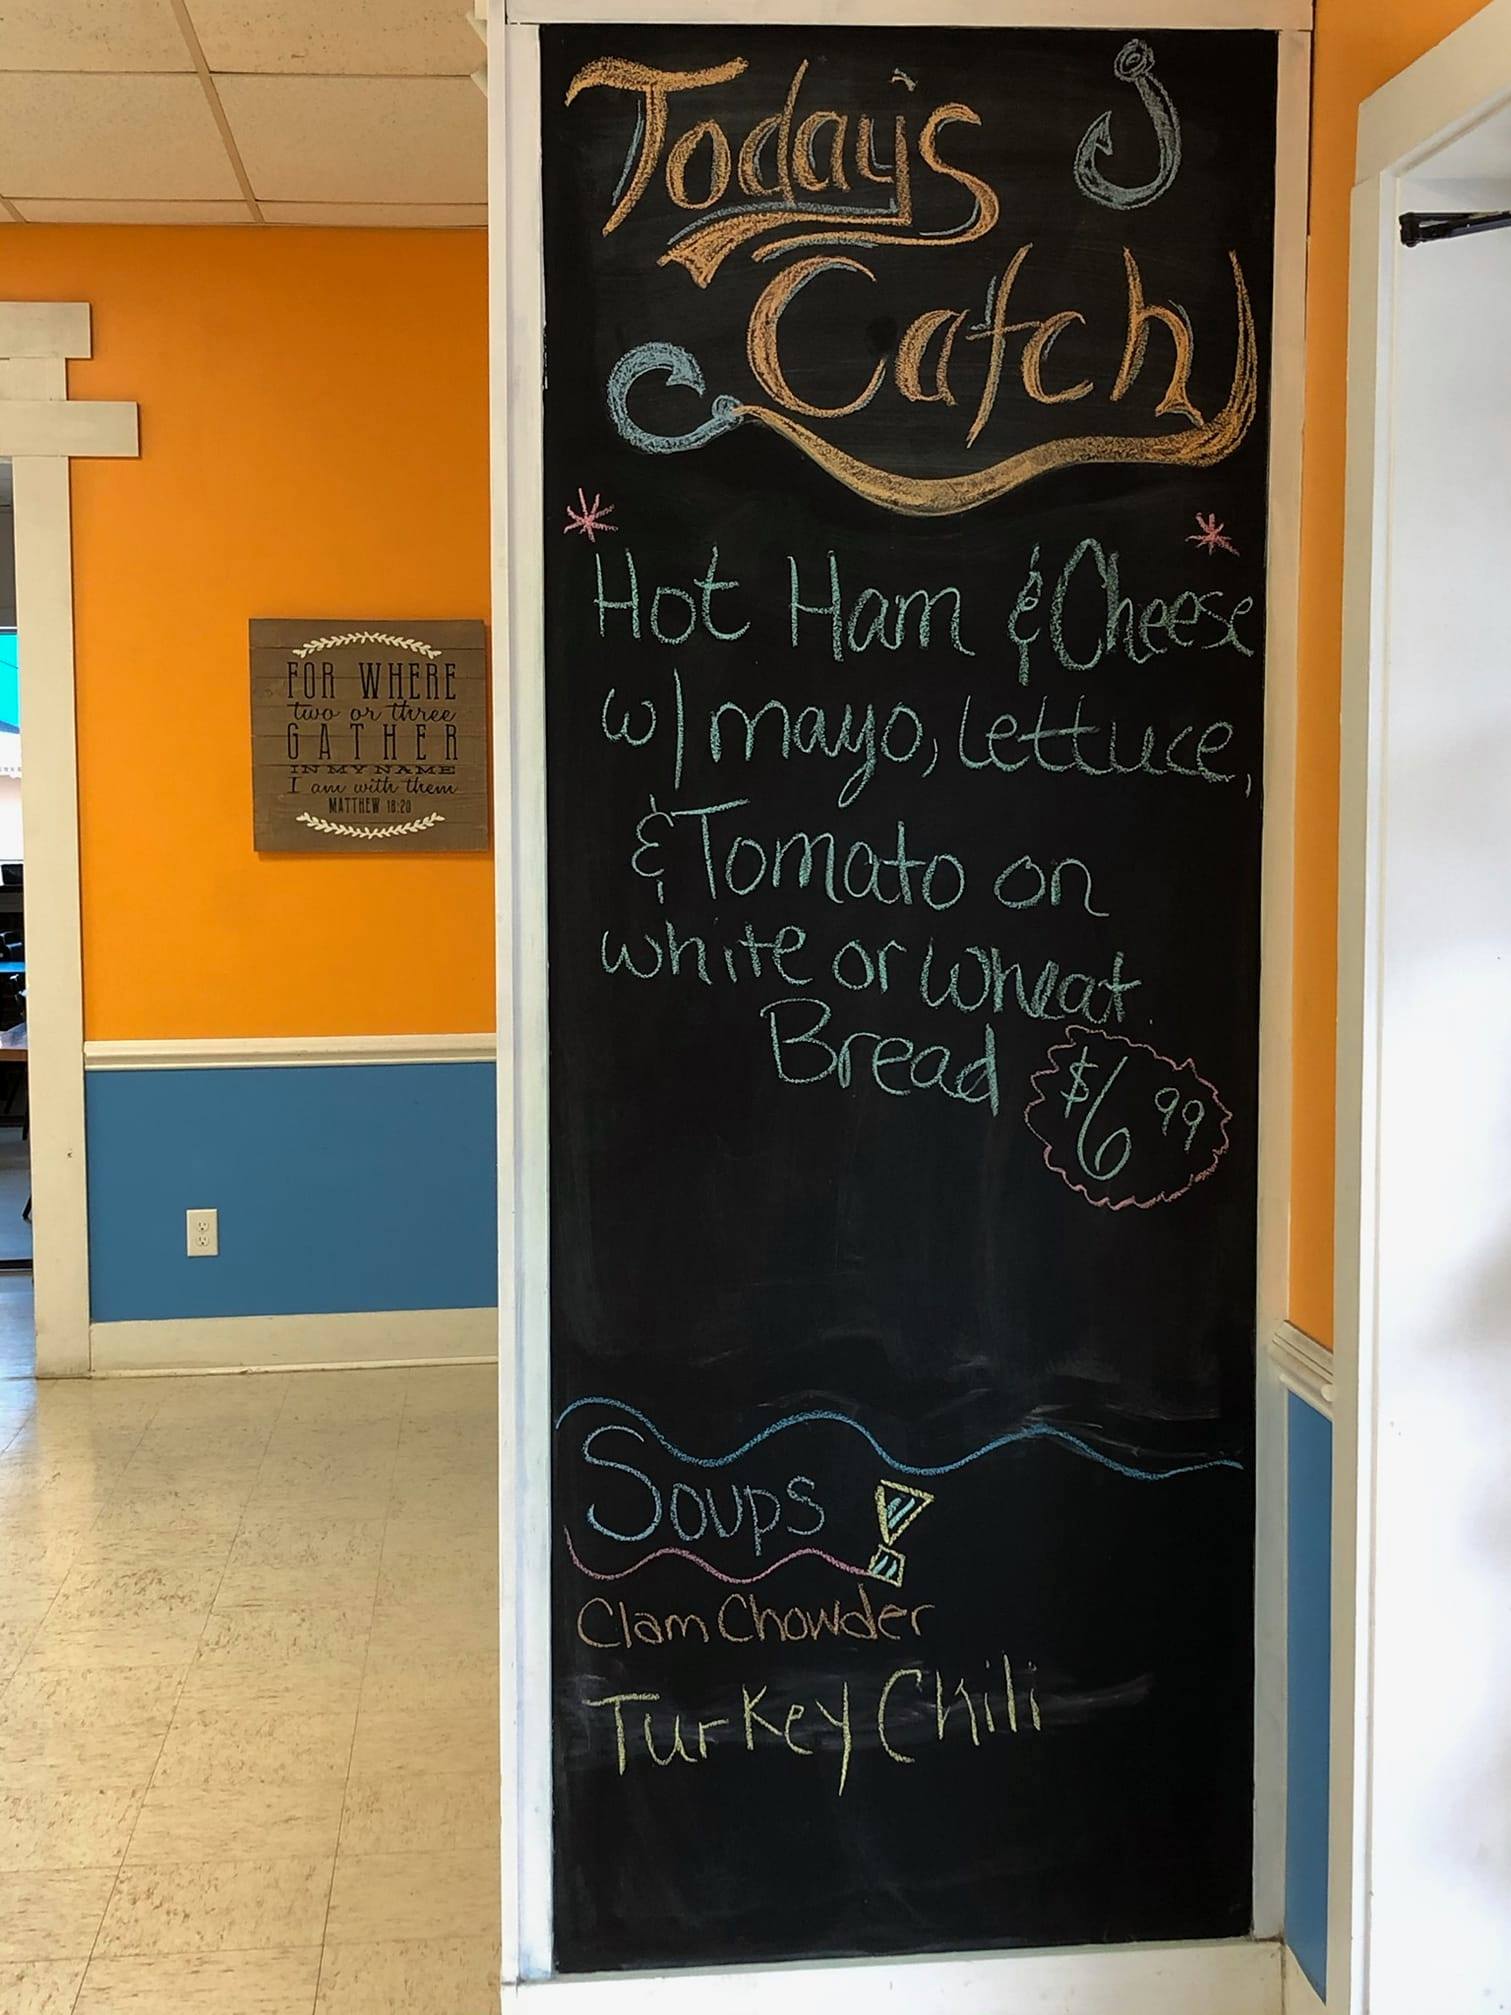 Today's
Catch
Hot Ham & Cheese
w/ mayo, Lettuce,
& Tomato on
white or wheat
Bread $6 99
Soups
Clam Chowder
Turkey Chili
FOR WHERE
two or three
GATHER
IN MY NAME
I am with them
MATTHEW 18:20